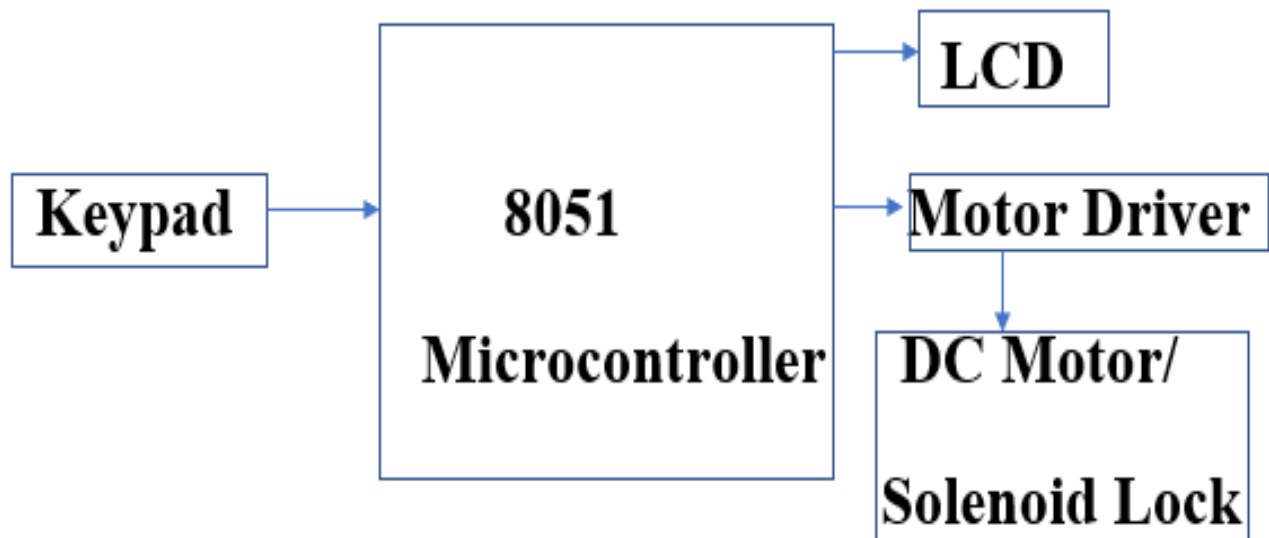 Keypad
8051
Microcontroller
LCD
Motor Driver
DC Motor/
Solenoid Lock